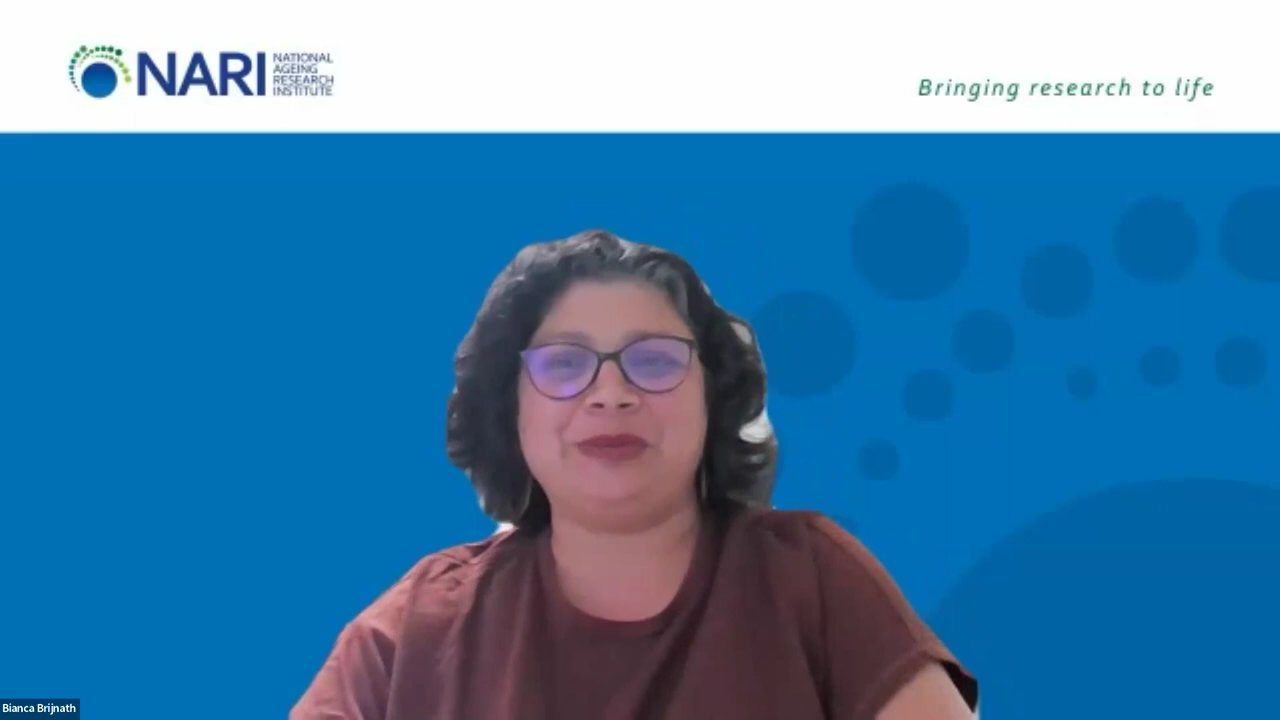 NARI
NATIONAL
AGEING
RESEARCH
INSTITUTE
Bringing research to life
Bianca Brijnath